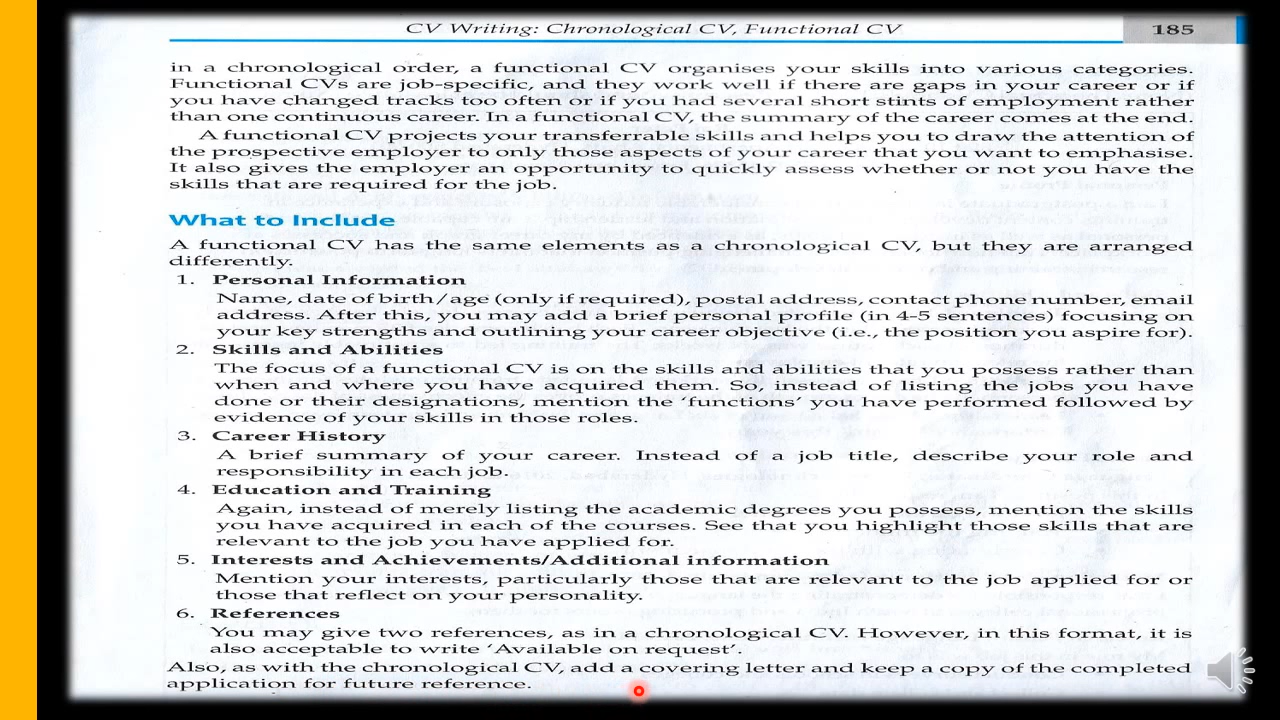 CV Writing: Chronological CV, Functional CV 185
in a chronological order, a functional CV organises your skills into various categories.
Functional CVs are job-specific, and they work well if there are gaps in your career or if
you have changed tracks too often or if you had several short stints of employment rather
than one continuous career. In a functional CV, the summary of the career comes at the end.
A functional CV projects your transferrable skills and helps you to draw the attention of
the prospective employer to only those aspects of your career that you want to emphasise.
It also gives the employer an opportunity to quickly assess whether or not you have the
skills that are required for the job.
What to Include
A functional CV has the same elements as a chronological CV, but they are arranged
differently.
1. Personal Information
Name, date of birth/age (only if required), postal address, contact phone number, email
address. After this, you may add a brief personal profile (in 4-5 sentences) focusing on
your key strengths and outlining your career objective (i.e., the position you aspire for).
2. Skills and Abilities
The focus of a functional CV is on the skills and abilities that you possess rather than
when and where you have acquired them. So, instead of listing the jobs you have
done or their designations, mention the ‘functions’ you have performed followed by
evidence of your skills in those roles.
3. Career History
A brief summary of your career. Instead of a job title, describe your role and
responsibility in each job.
4. Education and Training
Again, instead of merely listing the academic degrees you possess, mention the skills
you have acquired in each of the courses. See that you highlight those skills that are
relevant to the job you have applied for.
5. Interests and Achievements/Additional information
Mention your interests, particularly those that are relevant to the job applied for or
those that reflect on your personality.
6. References
You may give two references, as in a chronological CV. However, in this format, it is
also acceptable to write ‘Available on request’.
Also, as with the chronological CV, add a covering letter and keep a copy of the completed
application for future reference.